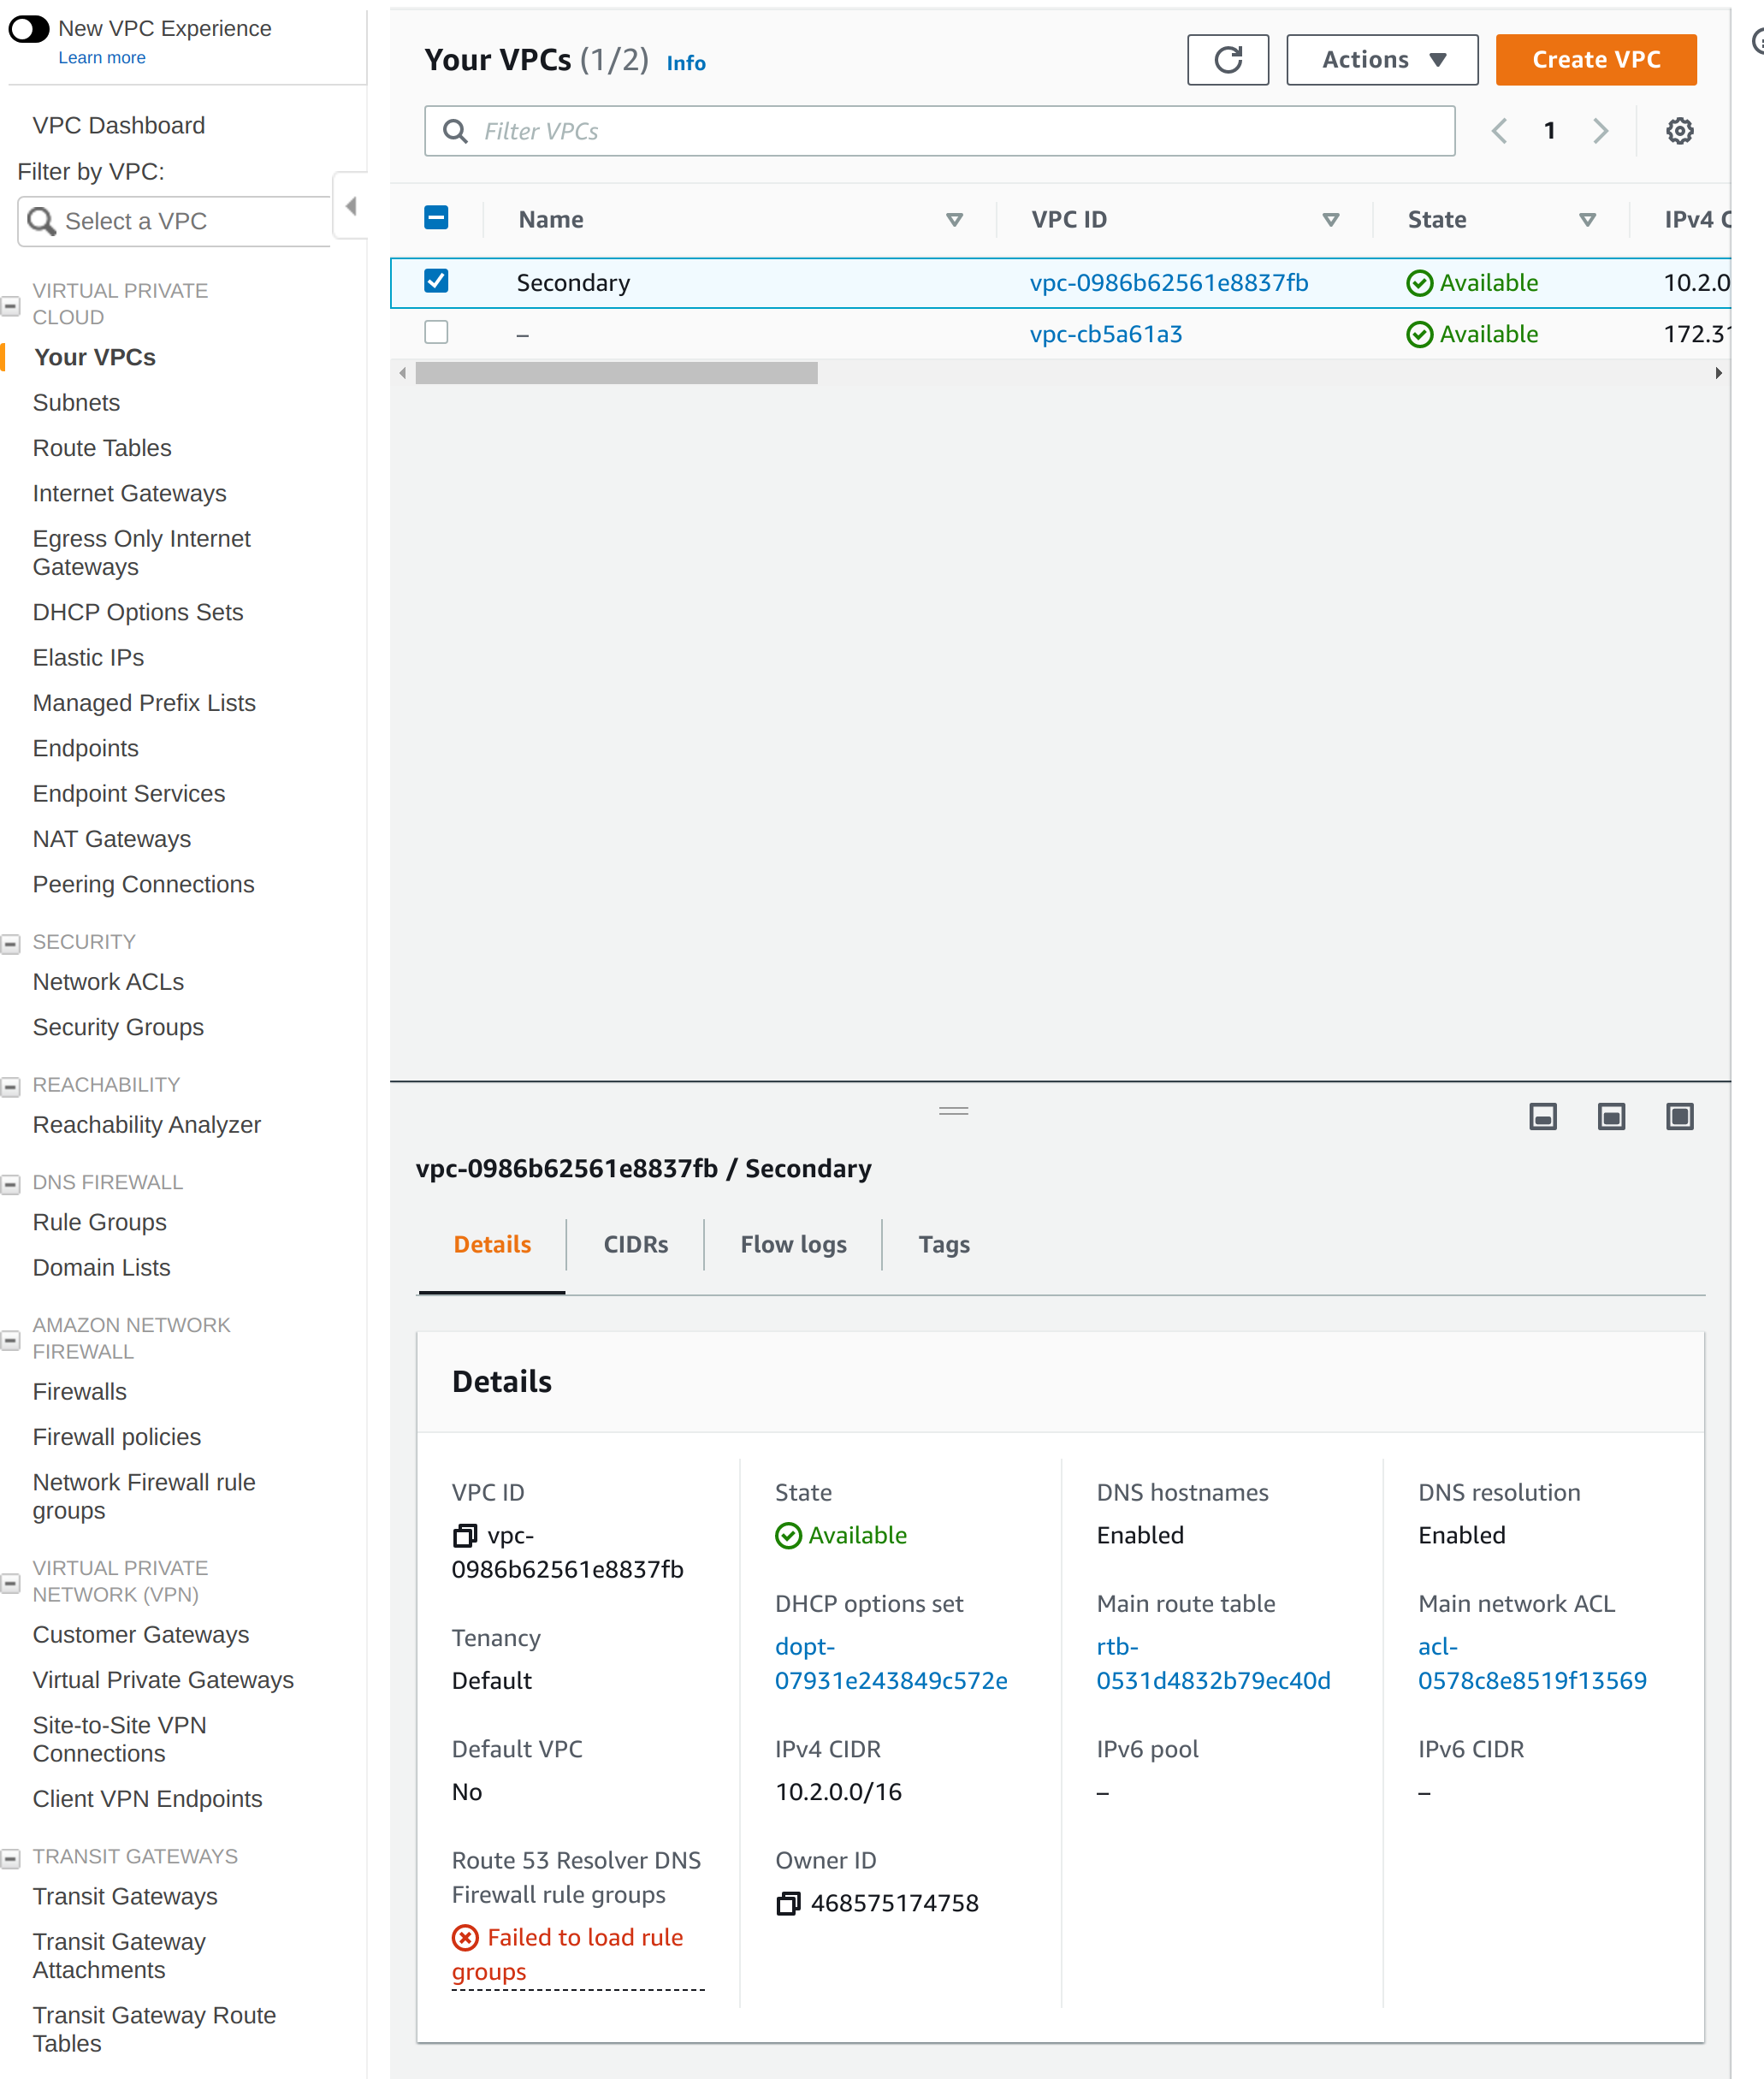 New VPC Experience
Learn more
VPC Dashboard
Filter by VPC:
Select a VPC
VIRTUAL PRIVATE
CLOUD
Your VPCs
Subnets
Route Tables
Internet Gateways
Egress Only Internet
Gateways
DHCP Options Sets
Elastic IPs
Managed Prefix Lists
Endpoints
Endpoint Services
NAT Gateways
Peering Connections
SECURITY
Network ACLs
Security Groups
REACHABILITY
Reachability Analyzer
DNS FIREWALL
Rule Groups
Domain Lists
AMAZON NETWORK
FIREWALL
Firewalls
Firewall policies
Network Firewall rule
groups
VIRTUAL PRIVATE
NETWORK (VPN)
Customer Gateways
Virtual Private Gateways
Site-to-Site VPN
Connections
Client VPN Endpoints
TRANSIT GATEWAYS
Transit Gateways
Transit Gateway
Attachments
Transit Gateway Route
Tables
Your VPCs (1/2) Info
Actions
Create VPC
Filter VPCs
1
Name VPC ID State IPv4 C
Secondary vpc-0986b62561e8837fb Available 10.2.0
– vpc-cb5a61a3 Available 172.31
vpc-0986b62561e8837fb / Secondary
Details CIDRs Flow logs Tags
Details
VPC ID
vpc-
0986b62561e8837fb
Tenancy
Default
Default VPC
No
Route 53 Resolver DNS
Firewall rule groups
Failed to load rule
groups
State
Available
DHCP options set
dopt-
07931e243849c572e
IPv4 CIDR
10.2.0.0/16
Owner ID
468575174758
DNS hostnames
Enabled
Main route table
rtb-
0531d4832b79ec40d
IPv6 pool
–
DNS resolution
Enabled
Main network ACL
acl-
0578c8e8519f13569
IPv6 CIDR
–